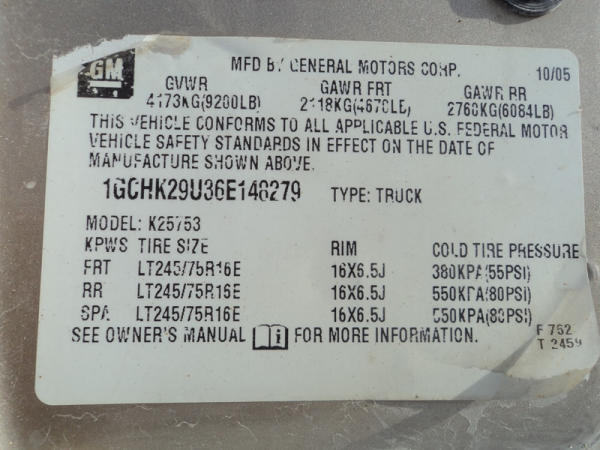 GM
MFD BY GENERAL MOTORS CORP. 10/05
GVWR GAWR FRT GAWR RR
4173KG(9200LB) 2118KG(4670LB) 2760KG(6084LB)
THIS VEHICLE CONFORMS TO ALL APPLICABLE U.S. FEDERAL MOTOR
VEHICLE SAFETY STANDARDS IN EFFECT ON THE DATE OF
MANUFACTURE SHOWN ABOVE.
1GCHK29U36E148279 TYPE: TRUCK
MODEL: K25753
KPWS TIRE SIZE RIM COLD TIRE PRESSURE
FRT LT245/75R16E 16X6.5J 380KPA(55PSI)
RR LT245/75R16E 16X6.5J 550KPA(80PSI)
SPA LT245/75R16E 16X6.5J 550KPA(80PSI)
SEE OWNER'S MANUAL FOR MORE INFORMATION.
F 752
T 2459